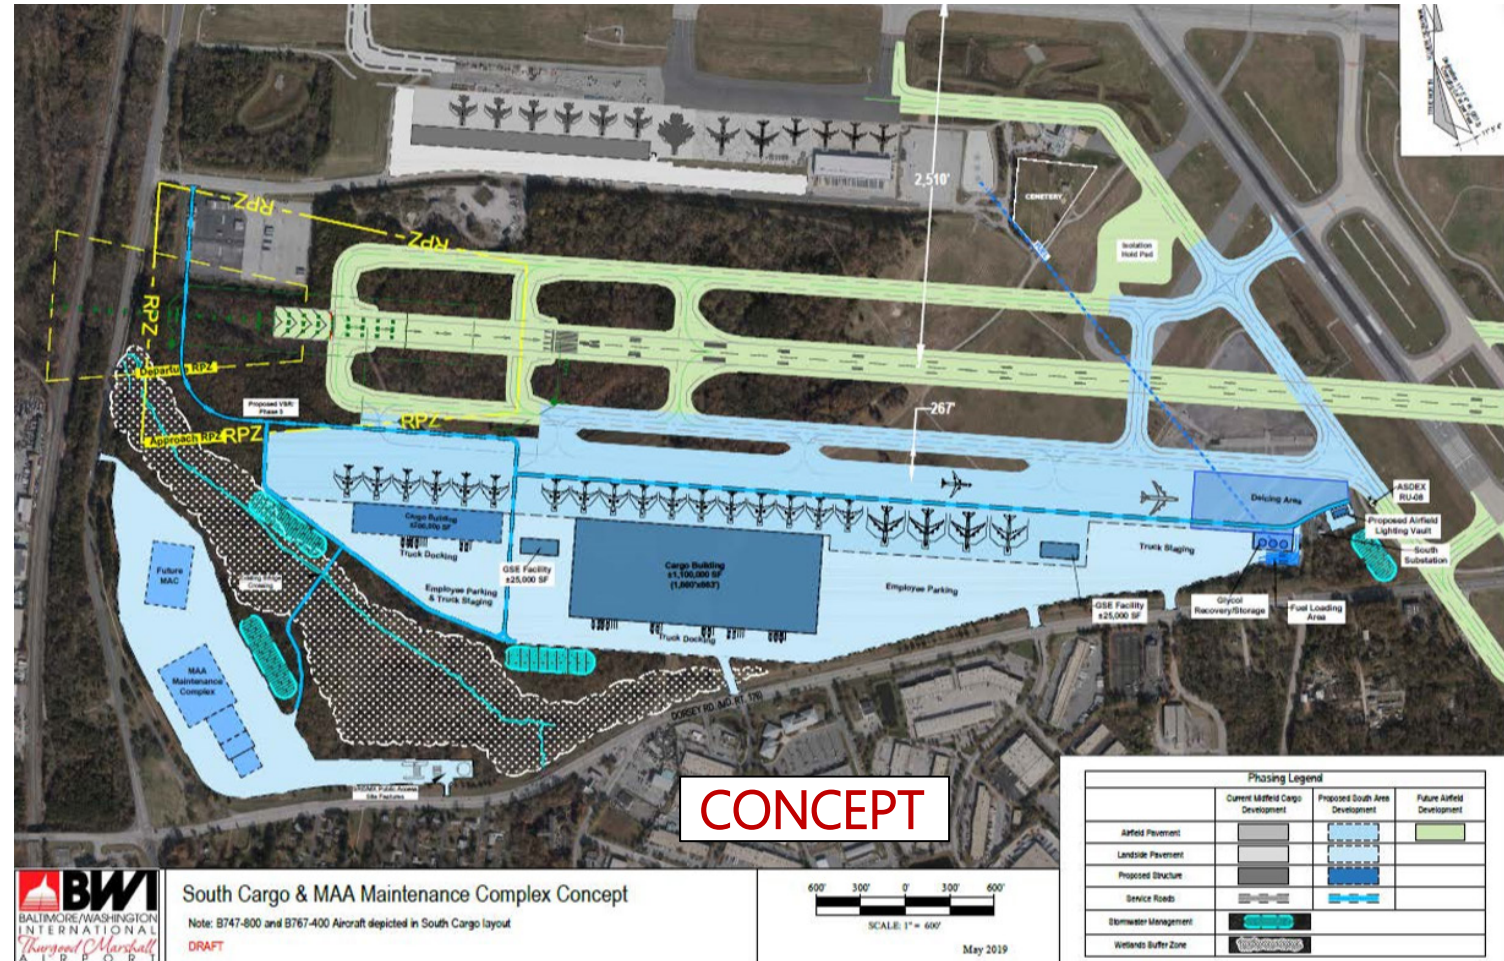 2,510'
CEMETERY
Isolation
Hold Pad
RPZ
RPZ
RPZ
Departure RPZ
Proposed VSR/
Approach RPZ
RPZ
RPZ
267'
ASDEX
RU-08
Deicing Area
Proposed Airfield
Lighting Vault
South
Substation
Cargo Building
Truck Docking
GSE Facility
±25,000 SF
Cargo Building
±1,100,000 SF
Truck Staging
Employee Parking
& Truck Staging
Employee Parking
GSE Facility
±25,000 SF
Glycol
Recovery/Storage
Fuel Loading
Area
Future
MAC
Existing Bridge
Crossing
MAA
Maintenance
Complex
Truck Docking
DORSEY RD. (MD. RT. 176)
Site Features
CONCEPT
Phasing Legend
Current Midfield Cargo
Development
Proposed South Area
Development
Future Airfield
Development
Airfield Pavement
Landside Pavement
Proposed Structure
Service Roads
Stormwater Management
Wetlands Buffer Zone
BWI
BALTIMORE/WASHINGTON
INTERNATIONAL
Thurgood Marshall
AIRPORT
South Cargo & MAA Maintenance Complex Concept
Note: B747-800 and B767-400 Aircraft depicted in South Cargo layout
DRAFT
600' 300' 0' 300' 600'
SCALE: 1" = 600'
May 2019